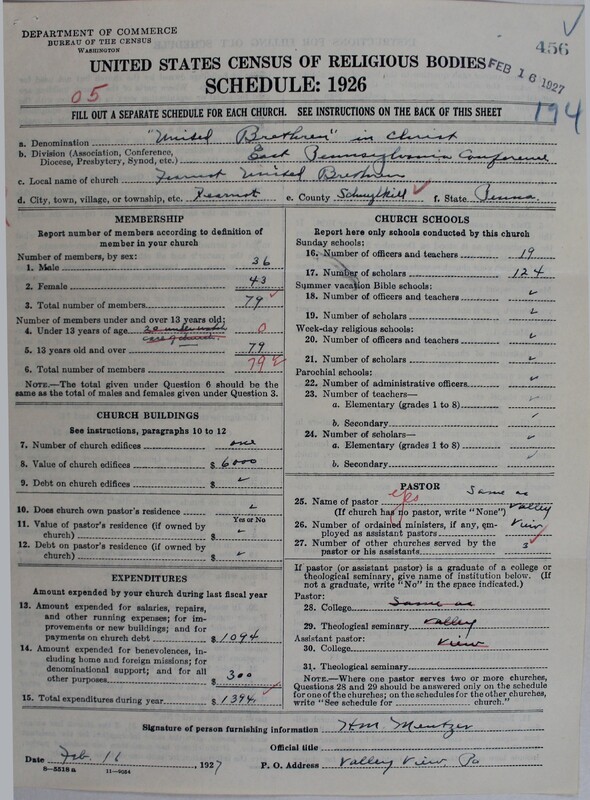 DEPARTMENT OF COMMERCE
BUREAU OF THE CENSUS
WASHINGTON
456
UNITED STATES CENSUS OF RELIGIOUS BODIES
FEB 16 1927
SCHEDULE: 1926
05
194
FILL OUT A SEPARATE SCHEDULE FOR EACH CHURCH. SEE INSTRUCTIONS ON THE BACK OF THIS SHEET
a. Denomination "United Brethren" in Christ
b. Division (Association, Conference, Diocese, Presbytery, Synod, etc.) East Pennsylvania Conference
c. Local name of church Fearnot United Brethren
d. City, town, village, or township, etc. Fearnot e. County Schuylkill f. State Penna.
MEMBERSHIP
Report number of members according to definition of
member in your church
Number of members, by sex:
1. Male 36
2. Female 43
3. Total number of members 79
Number of members under and over 13 years old:
4. Under 13 years of age 20 under watch 0
care of church
5. 13 years old and over 79
6. Total number of members 79
NOTE.—The total given under Question 6 should be the
same as the total of males and females given under Question 3.
CHURCH BUILDINGS
See instructions, paragraphs 10 to 12
7. Number of church edifices one
8. Value of church edifices $ 6000
9. Debt on church edifices $
10. Does church own pastor's residence?
Yes or No
11. Value of pastor's residence (if owned by
church) $
12. Debt on pastor's residence (if owned by
church) $
EXPENDITURES
Amount expended by your church during last fiscal year
13. Amount expended for salaries, repairs,
and other running expenses; for im-
provements or new buildings; and for
payments on church debt $ 1094
14. Amount expended for benevolences, in-
cluding home and foreign missions; for
denominational support; and for all
other purposes $ 300
15. Total expenditures during year $ 1394
CHURCH SCHOOLS
Report here only schools conducted by this church
Sunday schools:
16. Number of officers and teachers 19
17. Number of scholars 124
Summer vacation Bible schools:
18. Number of officers and teachers
19. Number of scholars
Week-day religious schools:
20. Number of officers and teachers
21. Number of scholars
Parochial schools:
22. Number of administrative officers
23. Number of teachers—
a. Elementary (grades 1 to 8)
b. Secondary
24. Number of scholars—
a. Elementary (grades 1 to 8)
b. Secondary
PASTOR
25. Name of pastor yes Same as
(If church has no pastor, write "None") Valley
26. Number of ordained ministers, if any, em- View
ployed as assistant pastors
27. Number of other churches served by the
pastor or his assistants 3
If pastor (or assistant pastor) is a graduate of a college or
theological seminary, give name of institution below. (If
not a graduate, write "No" in the space indicated.)
Pastor:
28. College Same as
29. Theological seminary Valley
Assistant pastor:
30. College View
31. Theological seminary
NOTE.—Where one pastor serves two or more churches,
Questions 28 and 29 should be answered only on the schedule
for one of the churches; on the schedules for the other churches,
write "See schedule for church."
Signature of person furnishing information H M Mentzer
Official title
Date Feb. 16, 1927 P. O. Address Valley View, Pa
8—5518a 11—9084